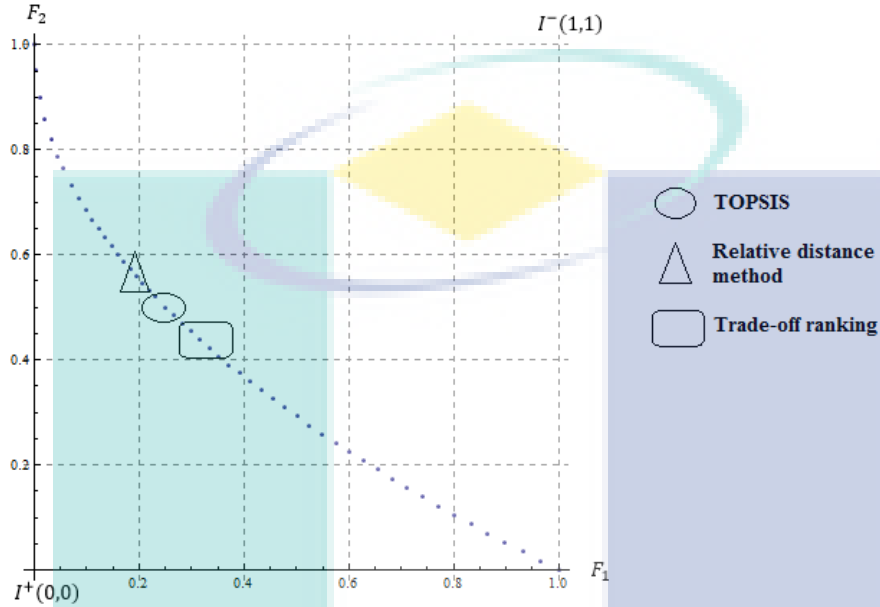 F₂
I⁻(1,1)
1.0
0.8
TOPSIS
0.6
Relative distance
method
Trade-off ranking
0.4
0.2
I⁺(0,0)
0.2
0.4
0.6
0.8
1.0
F₁